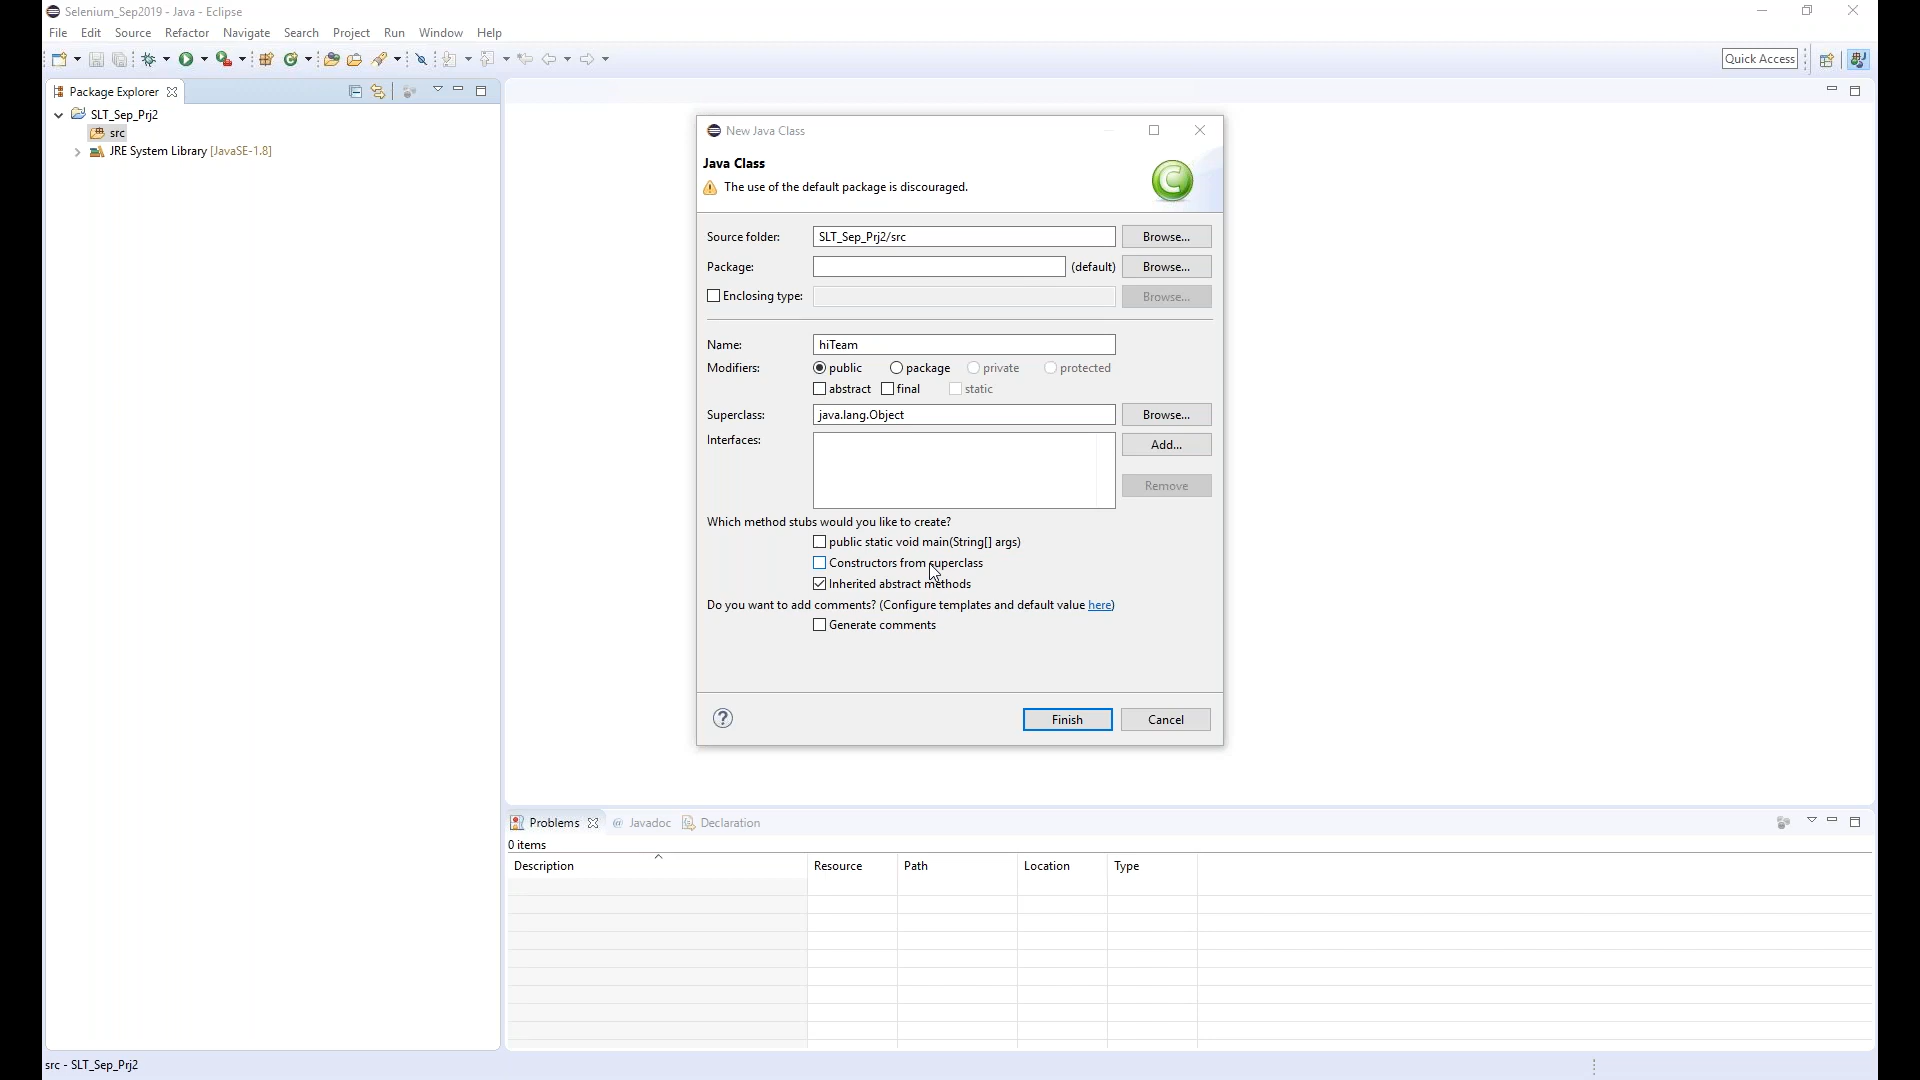 Selenium_Sep2019 - Java - Eclipse
File Edit Source Refactor Navigate Search Project Run Window Help
Quick Access
Package Explorer
SLT_Sep_Prj2
src
JRE System Library [JavaSE-1.8]
New Java Class
Java Class
The use of the default package is discouraged.
Source folder: SLT_Sep_Prj2/src Browse...
Package: (default) Browse...
Enclosing type: Browse...
Name: hiTeam
Modifiers: public package private protected
abstract final static
Superclass: java.lang.Object Browse...
Interfaces: Add...
Remove
Which method stubs would you like to create?
public static void main(String[] args)
Constructors from superclass
Inherited abstract methods
Do you want to add comments? (Configure templates and default value here)
Generate comments
? Finish Cancel
Problems @ Javadoc Declaration
0 items
Description Resource Path Location Type
src - SLT_Sep_Prj2